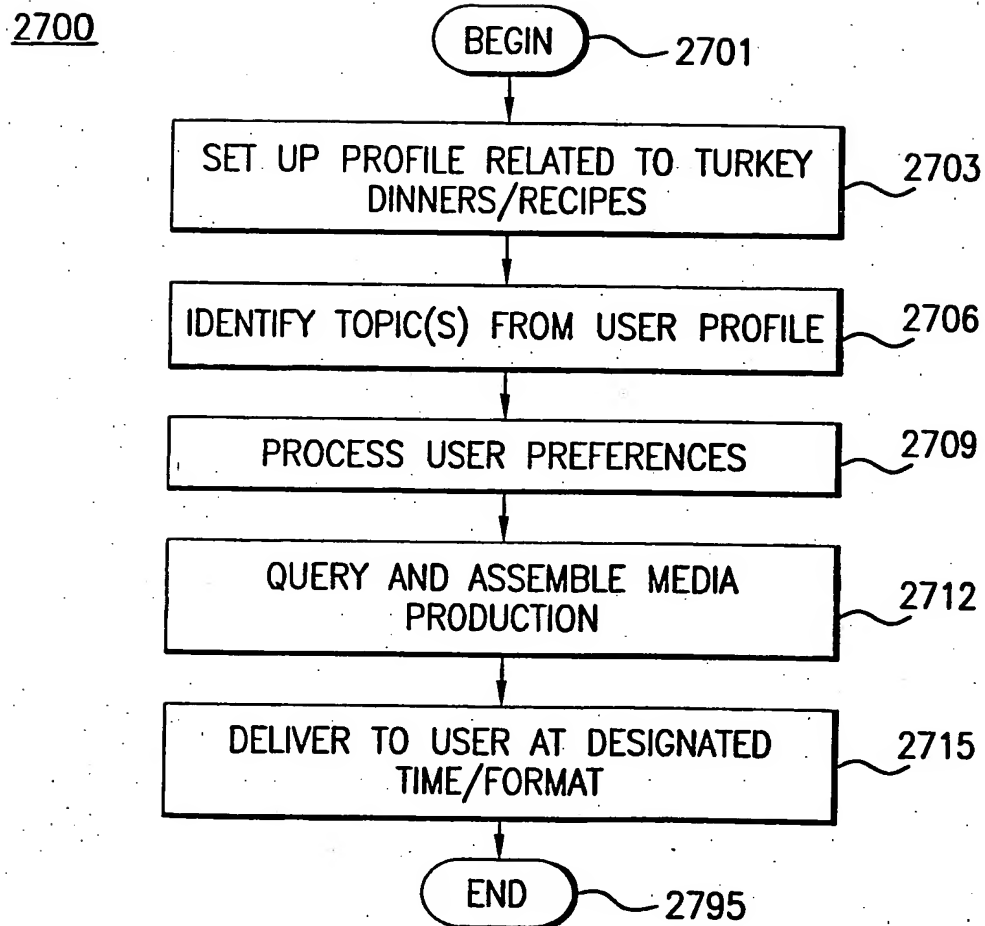 2700
BEGIN
2701
SET UP PROFILE RELATED TO TURKEY
DINNERS/RECIPES
2703
IDENTIFY TOPIC(S) FROM USER PROFILE
2706
PROCESS USER PREFERENCES
2709
QUERY AND ASSEMBLE MEDIA
PRODUCTION
2712
DELIVER TO USER AT DESIGNATED
TIME/FORMAT
2715
END
2795